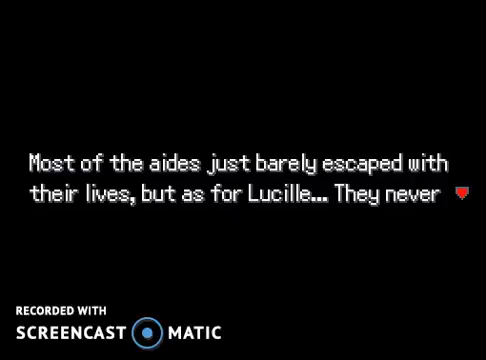 Most of the aides just barely escaped with
their lives, but as for Lucille... They never
RECORDED WITH
SCREENCAST MATIC